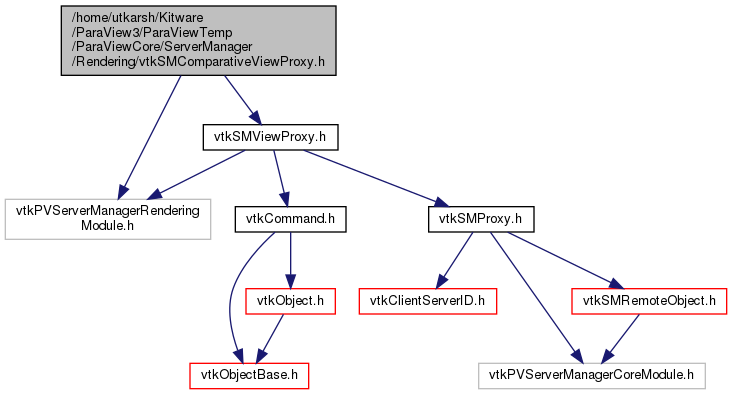 /home/utkarsh/Kitware
/ParaView3/ParaViewTemp
/ParaViewCore/ServerManager
/Rendering/vtkSMComparativeViewProxy.h
vtkSMViewProxy.h
vtkPVServerManagerRendering
Module.h
vtkCommand.h
vtkSMProxy.h
vtkObject.h
vtkClientServerID.h
vtkSMRemoteObject.h
vtkObjectBase.h
vtkPVServerManagerCoreModule.h